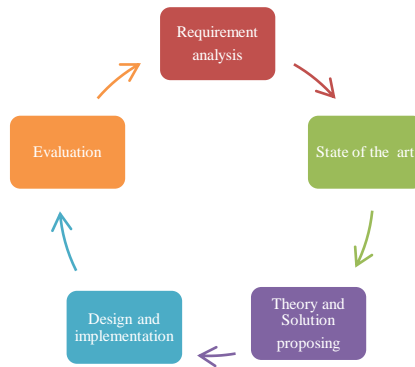 Requirement
analysis
State of the art
Theory and
Solution
proposing
Design and
implementation
Evaluation